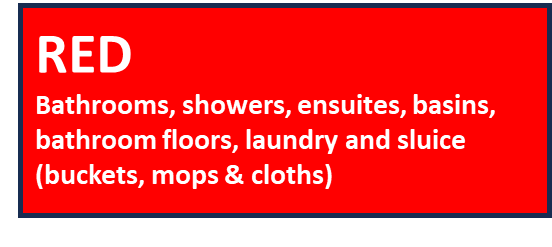 RED
Bathrooms, showers, ensuites, basins,
bathroom floors, laundry and sluice
(buckets, mops & cloths)